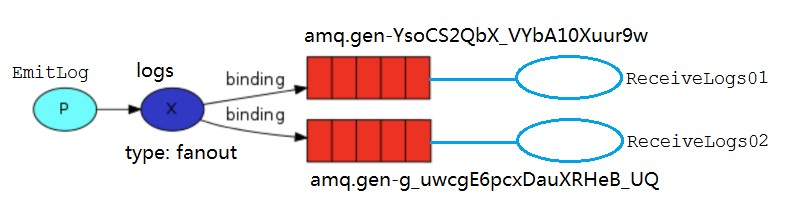 amq.gen-YsoCS2QbX_VYbA10Xuur9w
EmitLog
logs
binding
ReceiveLogs01
P
X
binding
ReceiveLogs02
type: fanout
amq.gen-g_uwcgE6pcxDauXRHeB_UQ